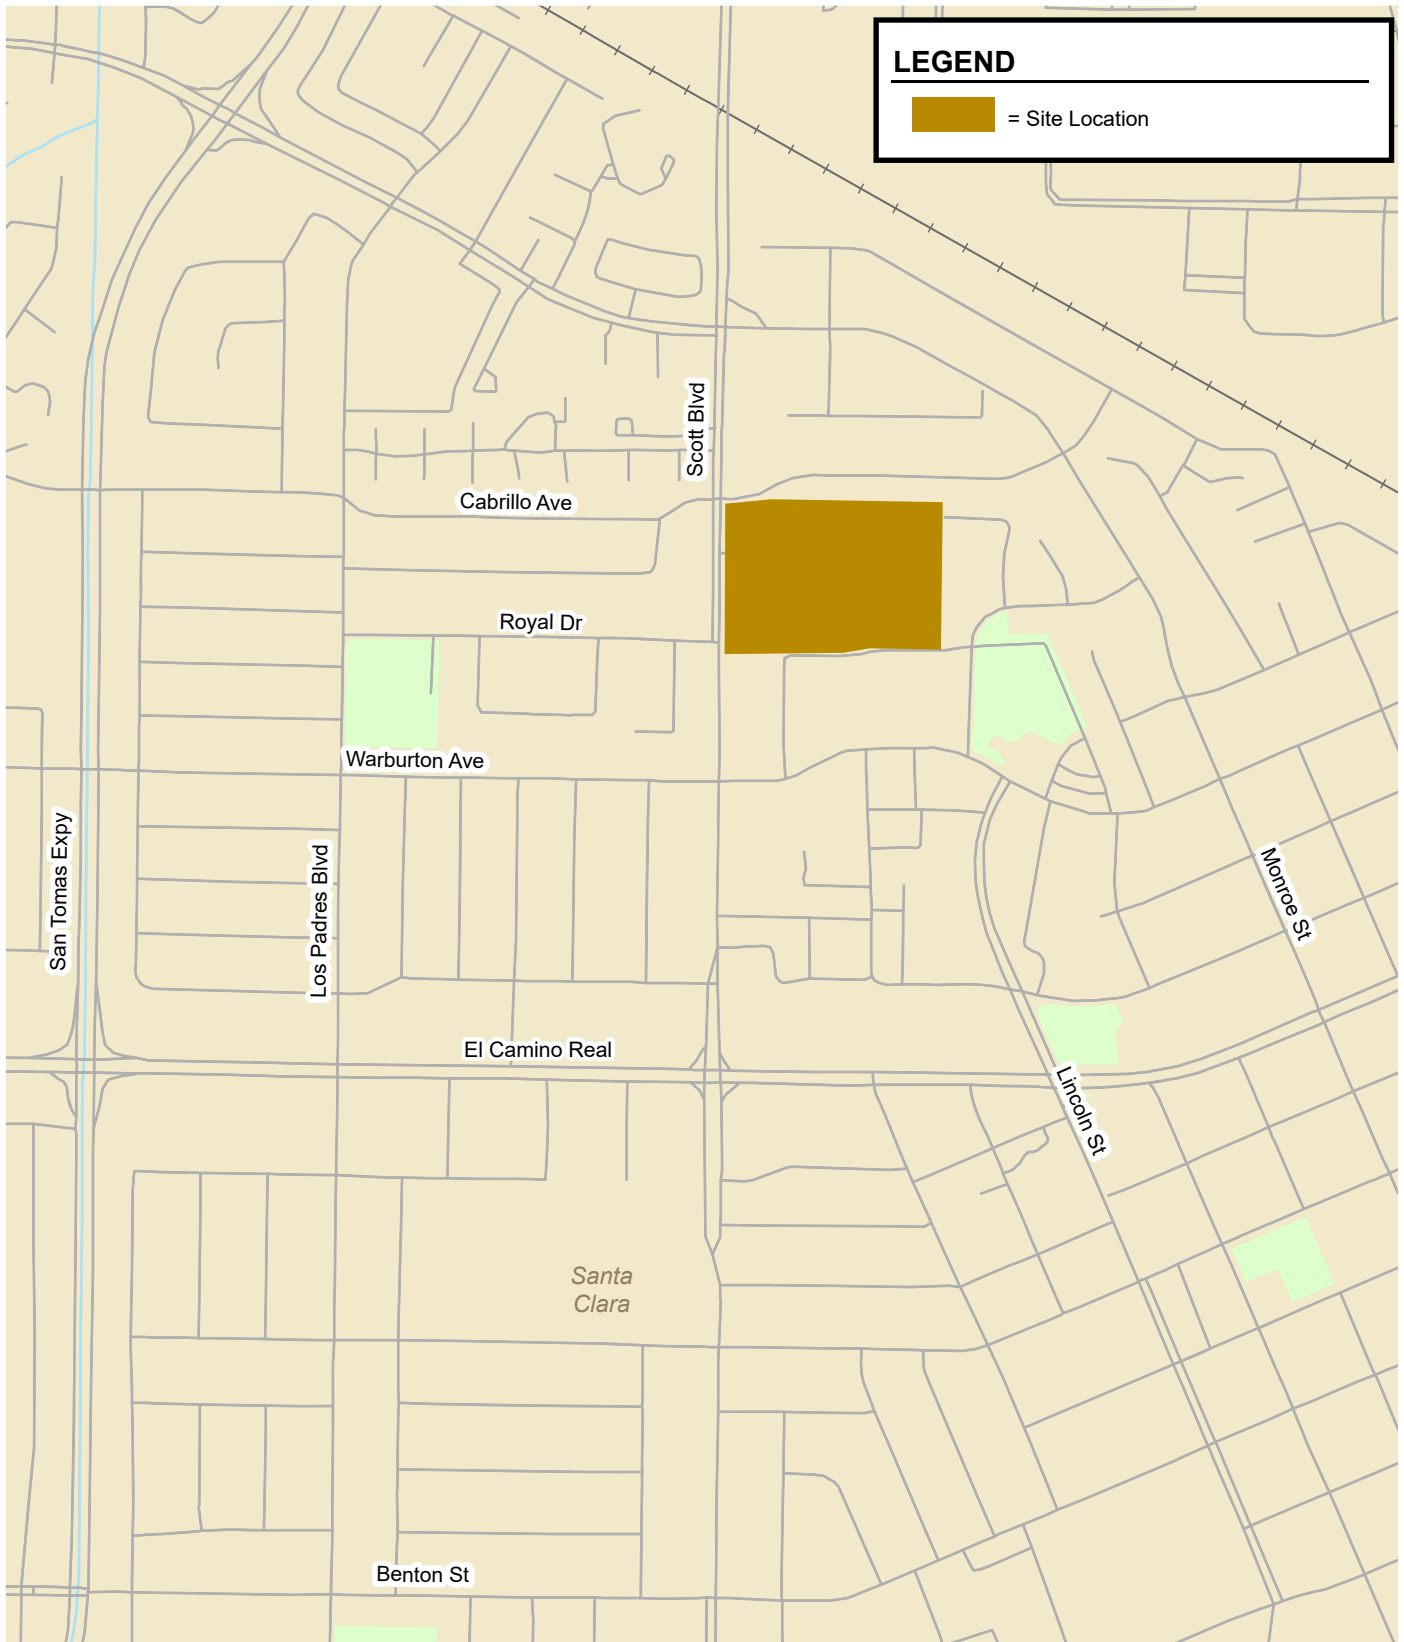 LEGEND
= Site Location
Scott Blvd
Cabrillo Ave
Royal Dr
Warburton Ave
San Tomas Expy
Los Padres Blvd
Monroe St
El Camino Real
Lincoln St
Santa
Clara
Benton St